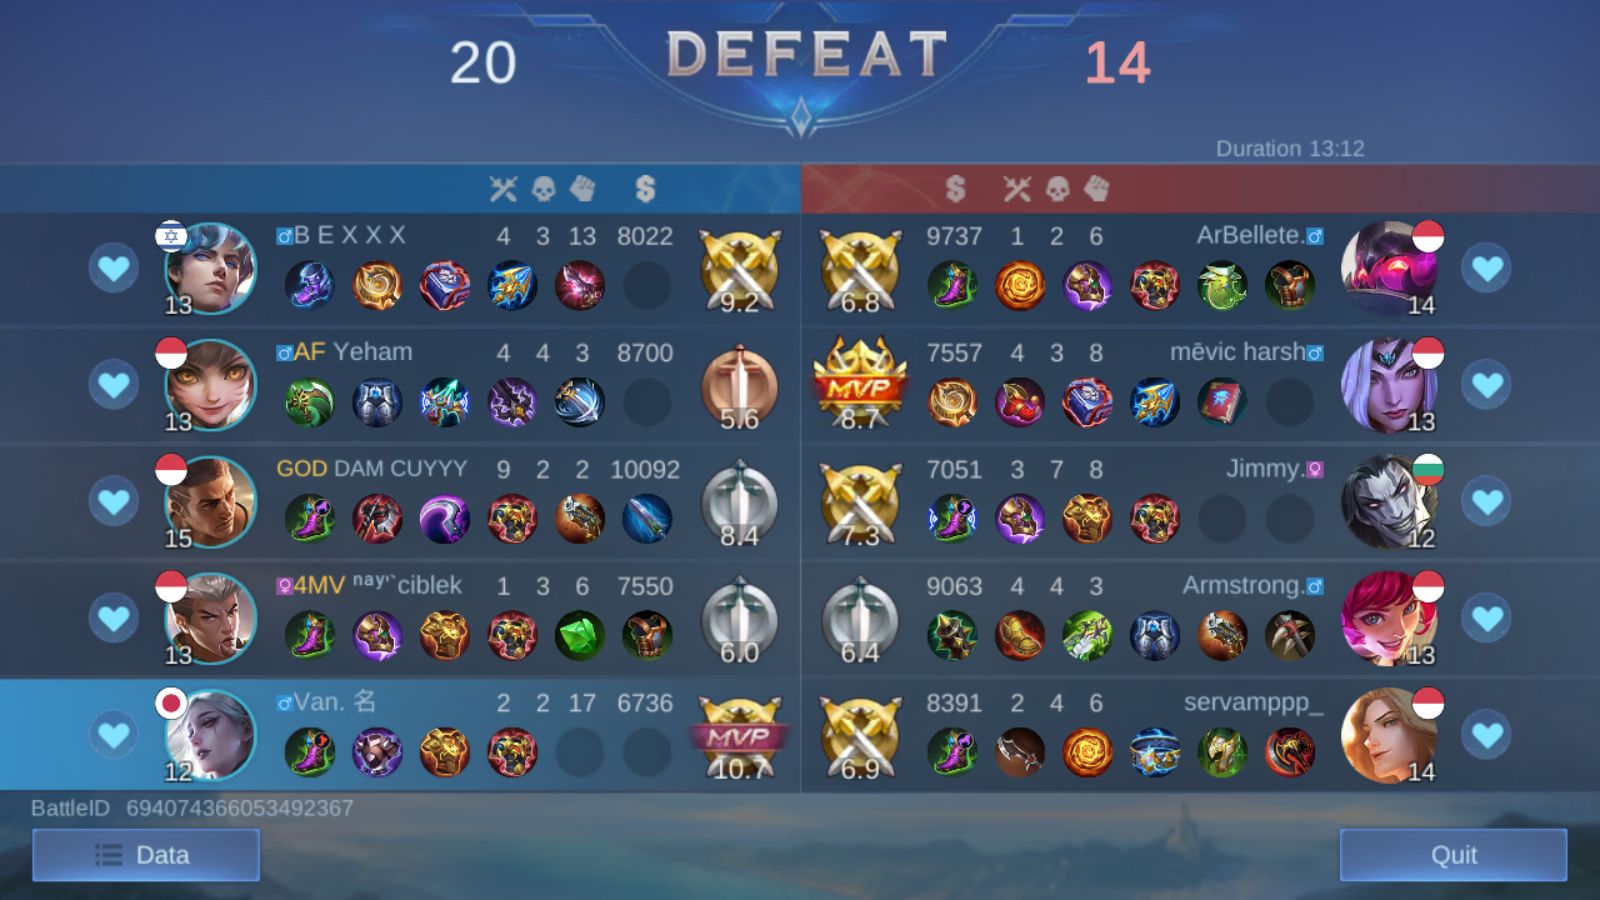 20 DEFEAT 14
Duration 13:12
B E X X X 4 3 13 8022
13 9.2
9737 1 2 6 ArBellete.
6.8 14
AF Yeham 4 4 3 8700
13 5.6
7557 4 3 8 mēvic harsh
MVP 8.7 13
GOD DAM CUYYY 9 2 2 10092
15 8.4
7051 3 7 8 Jimmy.
7.3 12
4MV ⁿᵃʸ'`ciblek 1 3 6 7550
13 6.0
9063 4 4 3 Armstrong.
6.4 13
Van. 名 2 2 17 6736
12 MVP 10.7
8391 2 4 6 servamppp_
6.9 14
BattleID 694074366053492367
Data
Quit